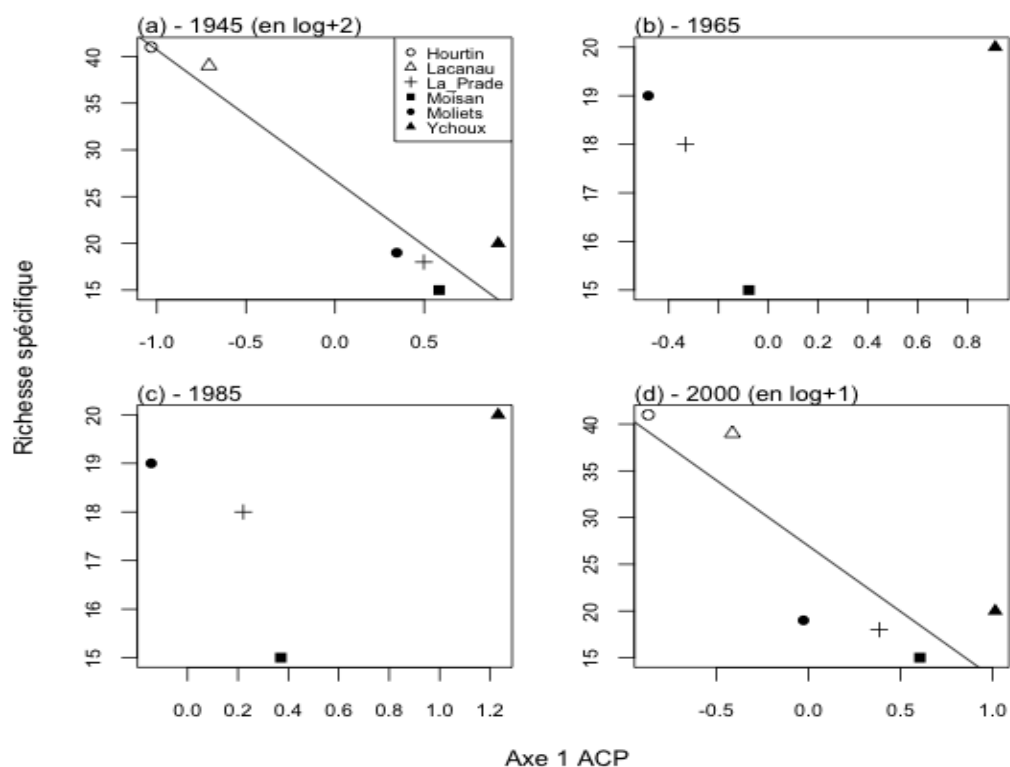 (a) - 1945 (en log+2)
Hourtin
Lacanau
La_Prade
Moisan
Moliets
Ychoux
40
35
30
25
20
15
-1.0 -0.5 0.0 0.5
(b) - 1965
20
19
18
17
16
15
-0.4 0.0 0.2 0.4 0.6 0.8
Richesse spécifique
(c) - 1985
20
19
18
17
16
15
0.0 0.2 0.4 0.6 0.8 1.0 1.2
(d) - 2000 (en log+1)
40
35
30
25
20
15
-0.5 0.0 0.5 1.0
Axe 1 ACP